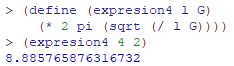 > (define (expresion4 l G)
    (* 2 pi (sqrt (/ l G))))
> (expresion4 4 2)
8.885765876316732